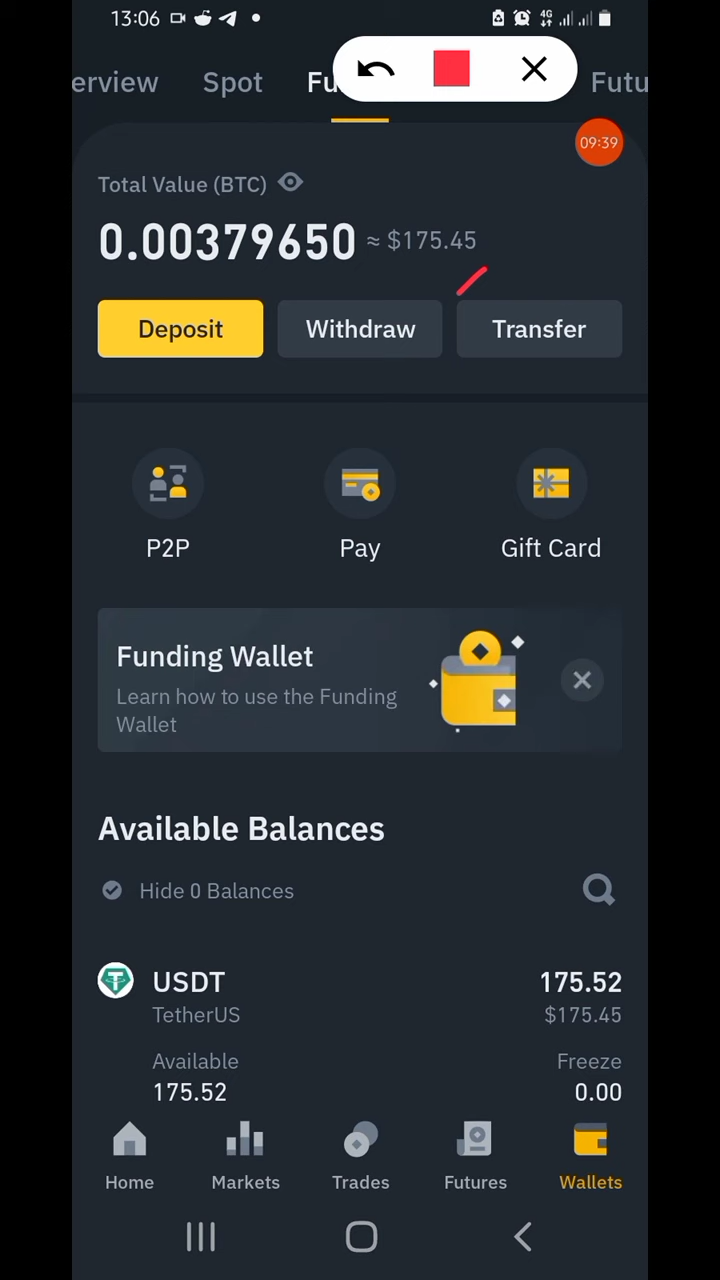 13:06 4G
erview Spot Fu Futu
09:39
Total Value (BTC)
0.00379650 ≈ $175.45
Deposit Withdraw Transfer
P2P Pay Gift Card
Funding Wallet
Learn how to use the Funding
Wallet
Available Balances
Hide 0 Balances
USDT 175.52
TetherUS $175.45
Available Freeze
175.52 0.00
Home Markets Trades Futures Wallets